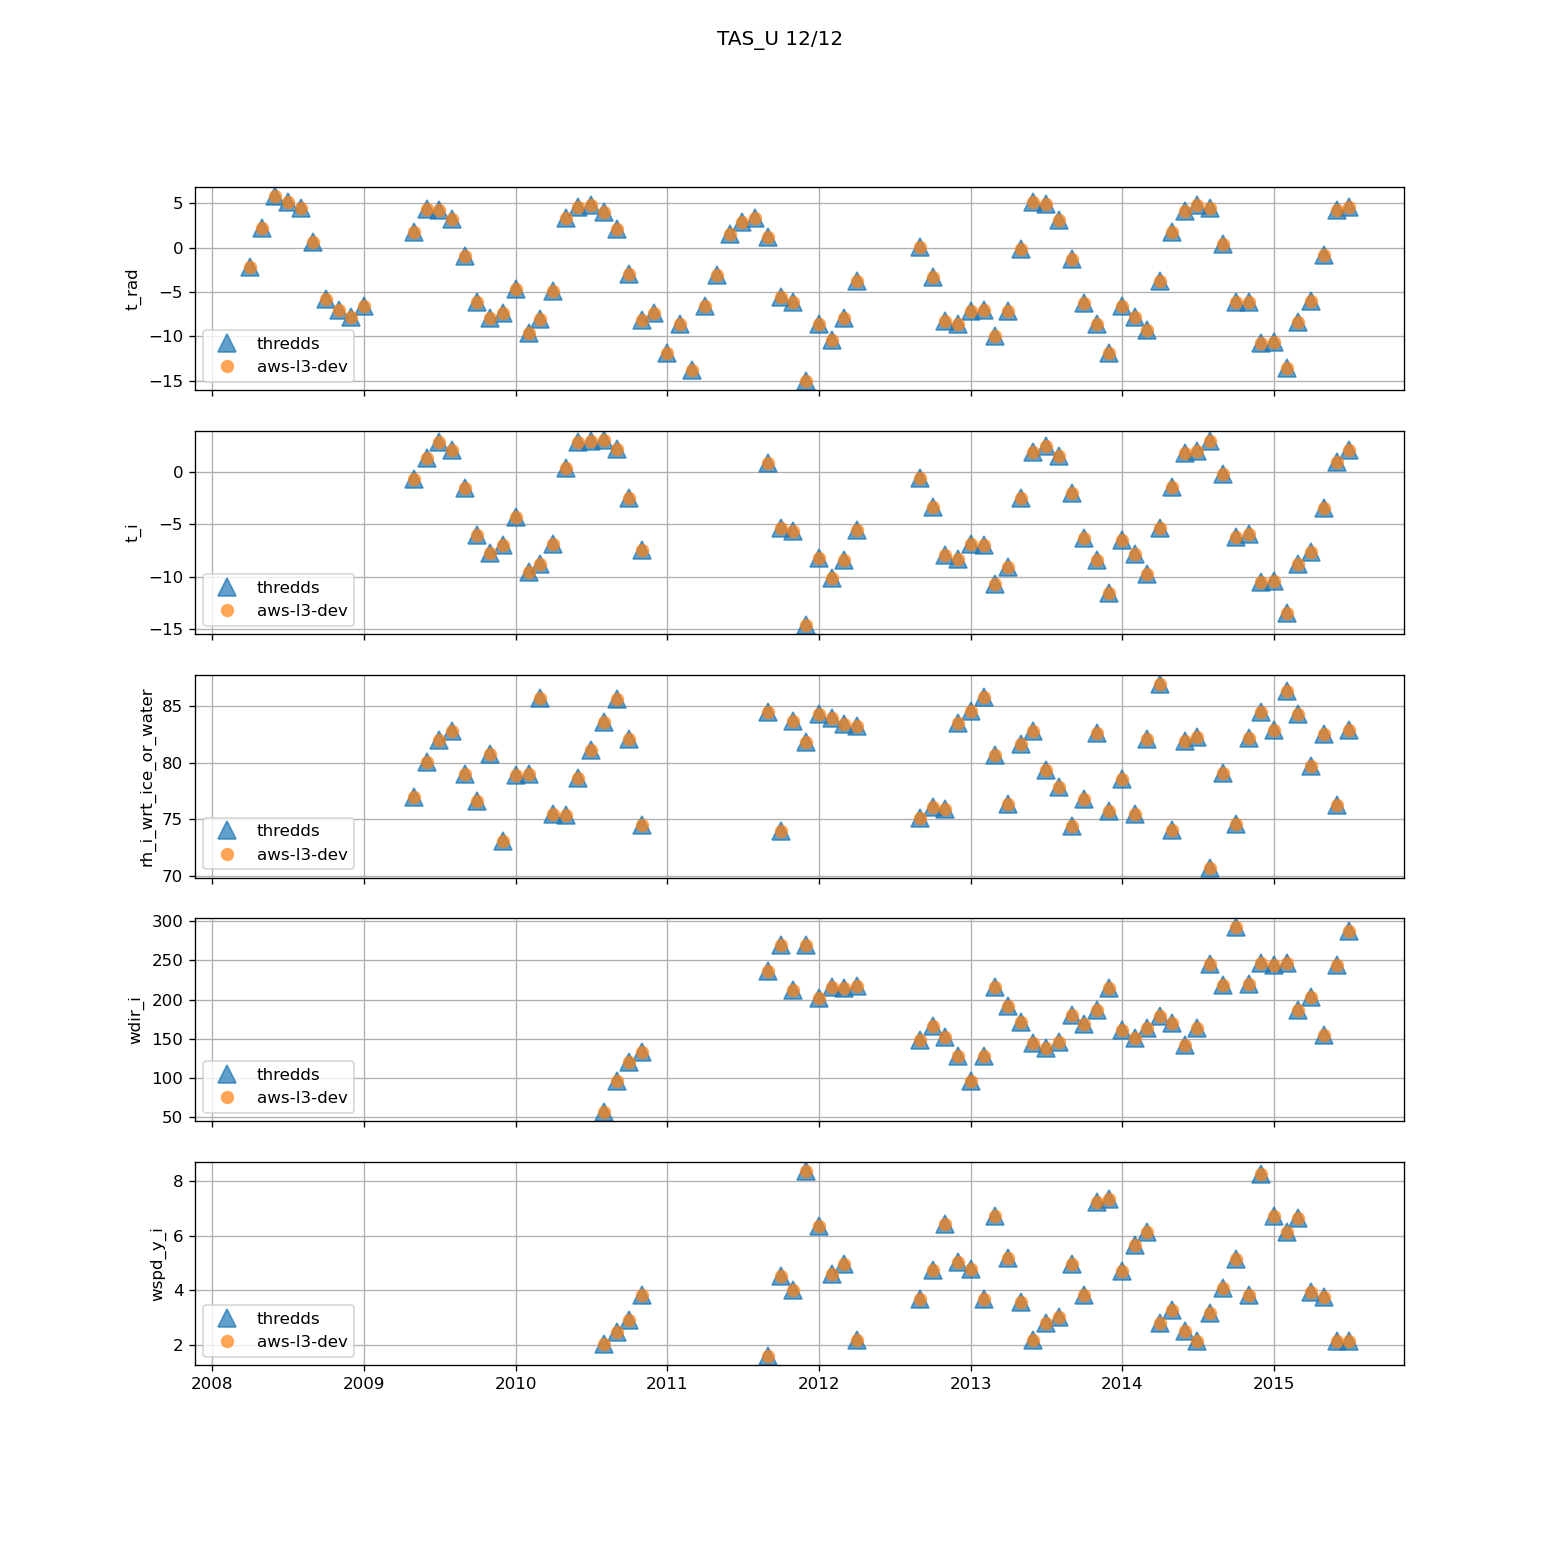 TAS_U 12/12
t_rad
5
0
−5
−10
−15
thredds
aws-l3-dev
t_i
0
−5
−10
−15
thredds
aws-l3-dev
rh_i_wrt_ice_or_water
85
80
75
70
thredds
aws-l3-dev
wdir_i
300
250
200
150
100
50
thredds
aws-l3-dev
wspd_y_i
8
6
4
2
thredds
aws-l3-dev
2008 2009 2010 2011 2012 2013 2014 2015